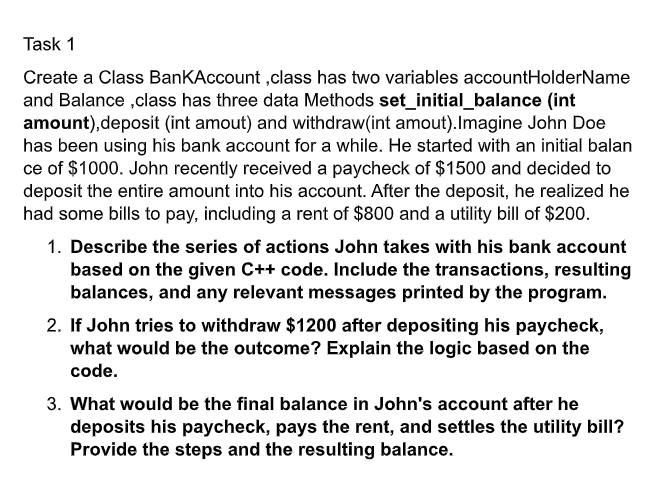 Task 1
Create a Class BanKAccount ,class has two variables accountHolderName
and Balance ,class has three data Methods set_initial_balance (int
amount),deposit (int amout) and withdraw(int amout).Imagine John Doe
has been using his bank account for a while. He started with an initial balan
ce of $1000. John recently received a paycheck of $1500 and decided to
deposit the entire amount into his account. After the deposit, he realized he
had some bills to pay, including a rent of $800 and a utility bill of $200.
1. Describe the series of actions John takes with his bank account
based on the given C++ code. Include the transactions, resulting
balances, and any relevant messages printed by the program.
2. If John tries to withdraw $1200 after depositing his paycheck,
what would be the outcome? Explain the logic based on the
code.
3. What would be the final balance in John's account after he
deposits his paycheck, pays the rent, and settles the utility bill?
Provide the steps and the resulting balance.